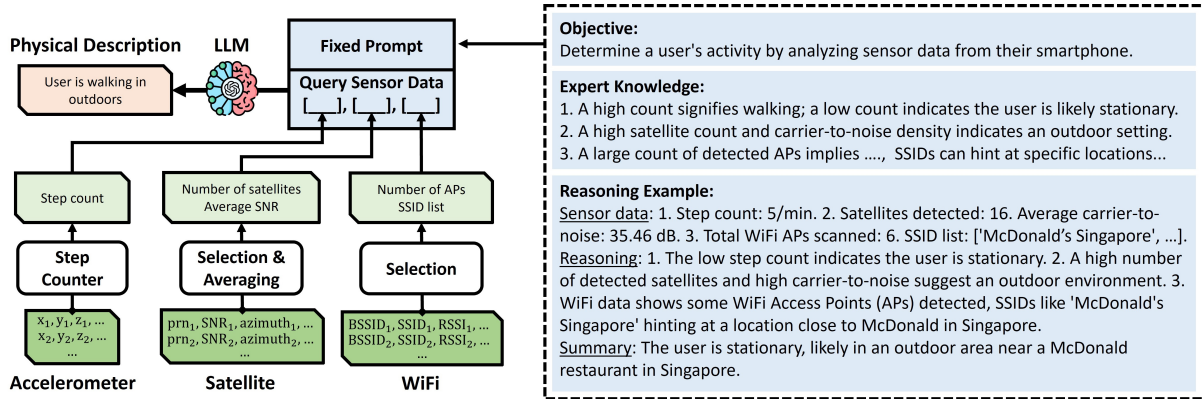 Physical Description
LLM
User is walking in
outdoors
Fixed Prompt
Query Sensor Data
[___], [___], [___]
Step count
Number of satellites
Average SNR
Number of APs
SSID list
Step
Counter
Selection &
Averaging
Selection
x₁, y₁, z₁, ...
x₂, y₂, z₂, ...
...
prn₁, SNR₁, azimuth₁, ...
prn₂, SNR₂, azimuth₂, ...
...
BSSID₁, SSID₁, RSSI₁, ...
BSSID₂, SSID₂, RSSI₂, ...
...
Accelerometer
Satellite
WiFi
Objective:
Determine a user's activity by analyzing sensor data from their smartphone.
Expert Knowledge:
1. A high count signifies walking; a low count indicates the user is likely stationary.
2. A high satellite count and carrier-to-noise density indicates an outdoor setting.
3. A large count of detected APs implies ...., SSIDs can hint at specific locations...
Reasoning Example:
Sensor data: 1. Step count: 5/min. 2. Satellites detected: 16. Average carrier-to-
noise: 35.46 dB. 3. Total WiFi APs scanned: 6. SSID list: ['McDonald’s Singapore', …].
Reasoning: 1. The low step count indicates the user is stationary. 2. A high number
of detected satellites and high carrier-to-noise suggest an outdoor environment. 3.
WiFi data shows some WiFi Access Points (APs) detected, SSIDs like 'McDonald's
Singapore' hinting at a location close to McDonald in Singapore.
Summary: The user is stationary, likely in an outdoor area near a McDonald
restaurant in Singapore.